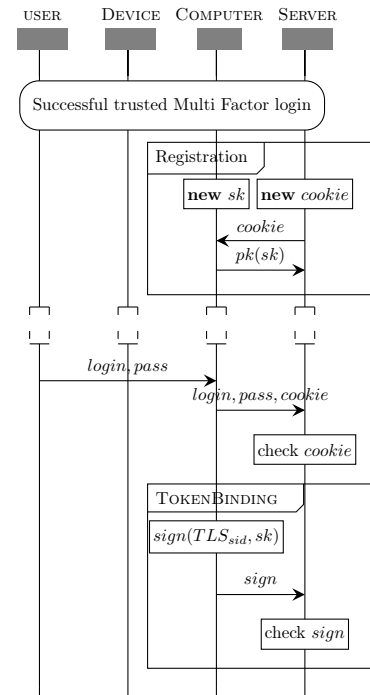 USER DEVICE COMPUTER SERVER
Successful trusted Multi Factor login
Registration
new sk new cookie
cookie
pk(sk)
login, pass
login, pass, cookie
check cookie
TOKENBINDING
sign(TLS_sid, sk)
sign
check sign